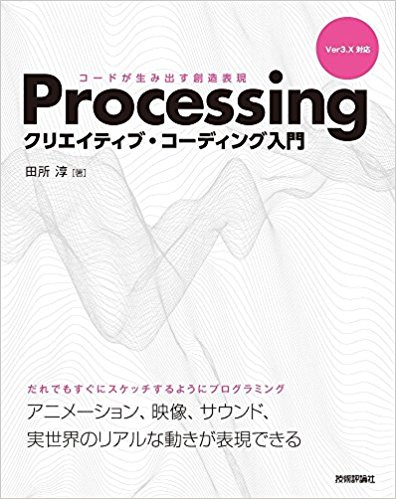 Ver3.X 対応
コードが生み出す創造表現
Processing
クリエイティブ・コーディング入門
田所 淳 [著]
だれでもすぐにスケッチするようにプログラミング
アニメーション、映像、サウンド、
実世界のリアルな動きが表現できる
技術評論社